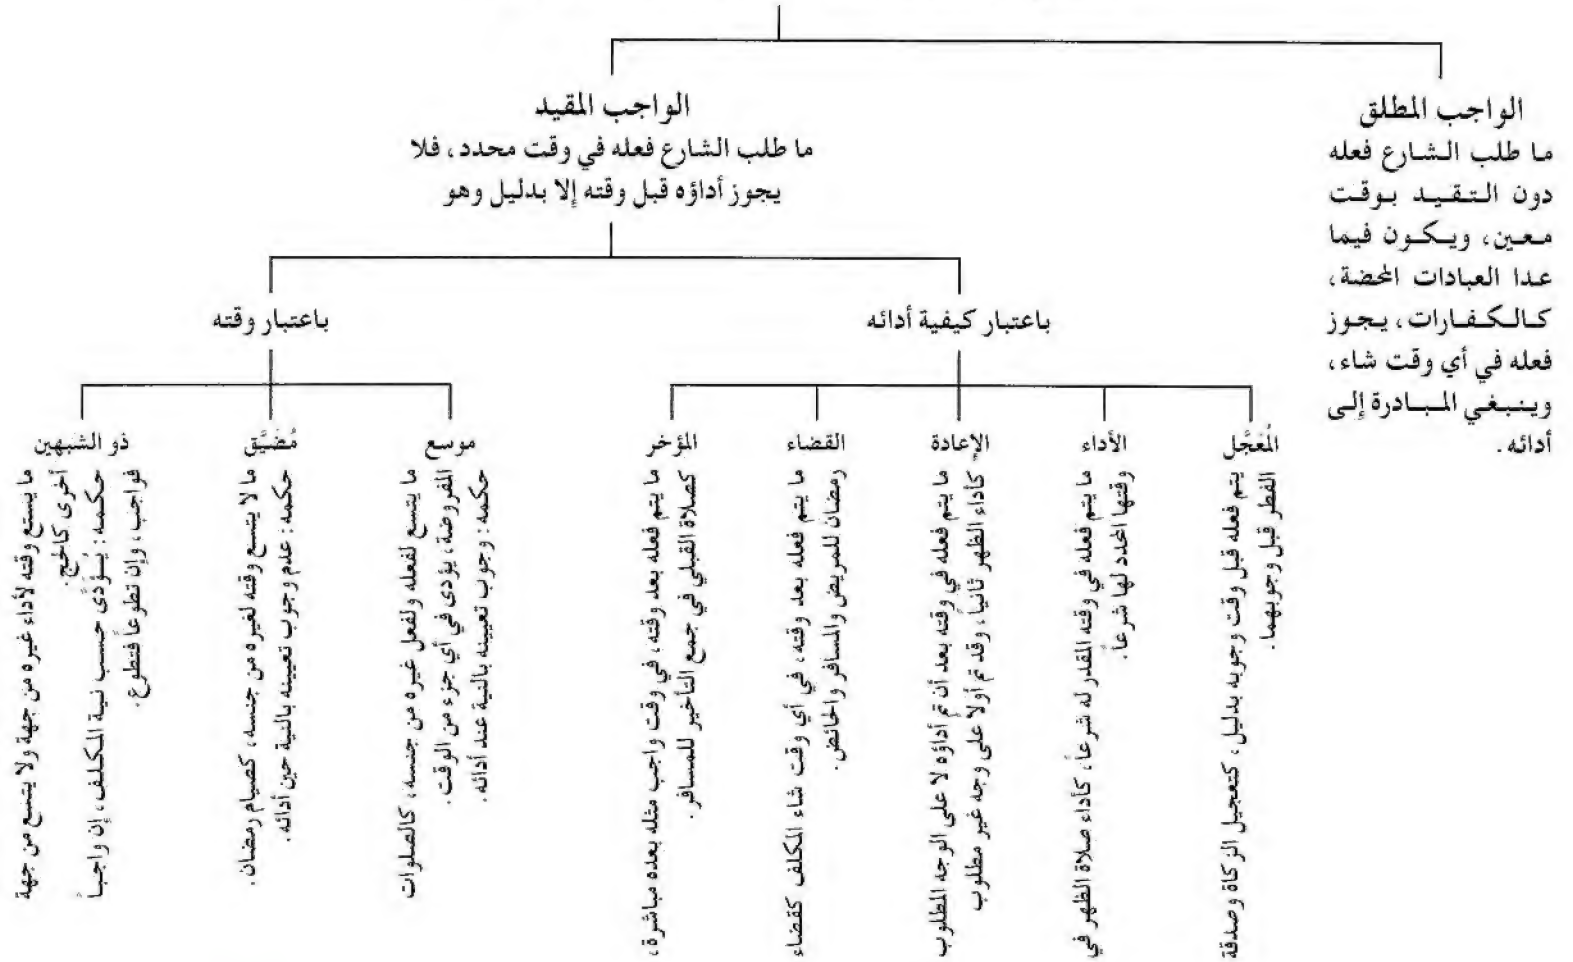 الواجب المطلق
ما طلب الشارع فعله
دون التقيد بوقت
معين، ويكون فيما
عدا العبادات المحضة،
كالكفارات، يجوز
فعله في أي وقت شاء،
وينبغي المبادرة إلى
أدائه.
الواجب المقيد
ما طلب الشارع فعله في وقت محدد، فلا
يجوز أداؤه قبل وقته إلا بدليل وهو
باعتبار كيفية أدائه
المُعَجَّل
يتم فعله قبل وقت وجوبه بدليل، كتعجيل الزكاة وصدقة
الفطر قبل وجوبهما.
الأداء
ما يتم فعله في وقته المقدر له شرعاً، كأداء صلاة الظهر في
وقتها المحدد لها شرعاً.
الإعادة
ما يتم فعله في وقته بعد أن تم أداؤه لا على الوجه المطلوب
كأداء الظهر ثانياً، وقد تم أولاً على وجه غير مطلوب
القضاء
ما يتم فعله بعد وقته، في أي وقت شاء المكلف كقضاء
رمضان للمريض والمسافر والحائض.
المؤخر
ما يتم فعله بعد وقته، في وقت واجب مثله بعده مباشرة،
كصلاة القبلي في جمع التأخير للمسافر.
باعتبار وقته
موسع
ما يتسع لفعله ولفعل غيره من جنسه، كالصلوات
المفروضة، يؤدى في أي جزء من الوقت.
حكمه: وجوب تعيينه بالنية عند أدائه.
مُضَيَّق
ما لا يتسع وقته لغيره من جنسه، كصيام رمضان.
حكمه: عدم وجوب تعيينه بالنية حين أدائه.
ذو الشبهين
ما يستع وقته لأداء غيره من جهة ولا يتسع من جهة
أخرى كالحج.
حكمه: يُؤدَّى حسب نية المكلف، إن واجباً
فواجب، وإن تطوعاً فتطوع.